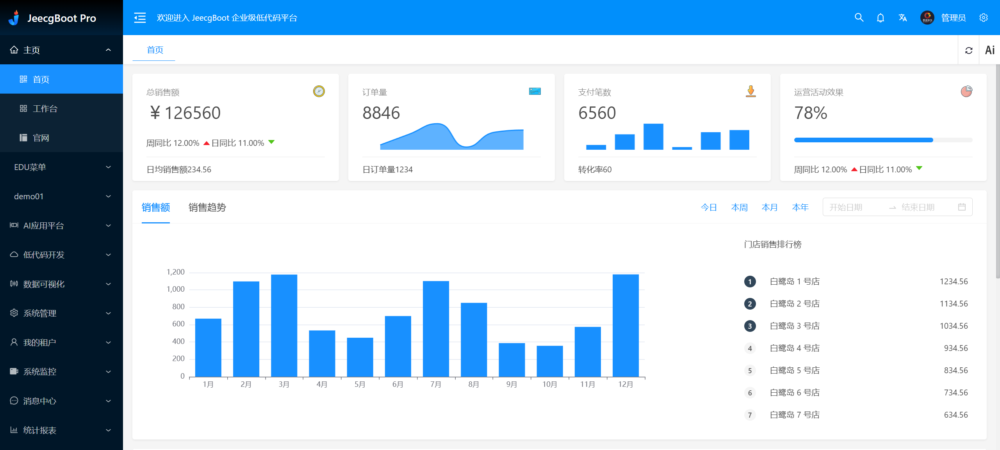 JeecgBoot Pro
欢迎进入 JeecgBoot 企业级低代码平台
管理员
主页
首页
工作台
官网
EDU菜单
demo01
AI应用平台
低代码开发
数据可视化
系统管理
我的租户
系统监控
消息中心
统计报表
首页
Ai
总销售额
¥ 126560
周同比 12.00% 日同比 11.00%
日均销售额234.56
订单量
8846
日订单量1234
支付笔数
6560
转化率60
运营活动效果
78%
周同比 12.00% 日同比 11.00%
销售额 销售趋势
今日 本周 本月 本年 开始日期 结束日期
1,200
1,000
800
600
400
200
0
1月 2月 3月 4月 5月 6月 7月 8月 9月 10月 11月 12月
门店销售排行榜
1 白鹭岛 1 号店 1234.56
2 白鹭岛 2 号店 1134.56
3 白鹭岛 3 号店 1034.56
4 白鹭岛 4 号店 934.56
5 白鹭岛 5 号店 834.56
6 白鹭岛 6 号店 734.56
7 白鹭岛 7 号店 634.56